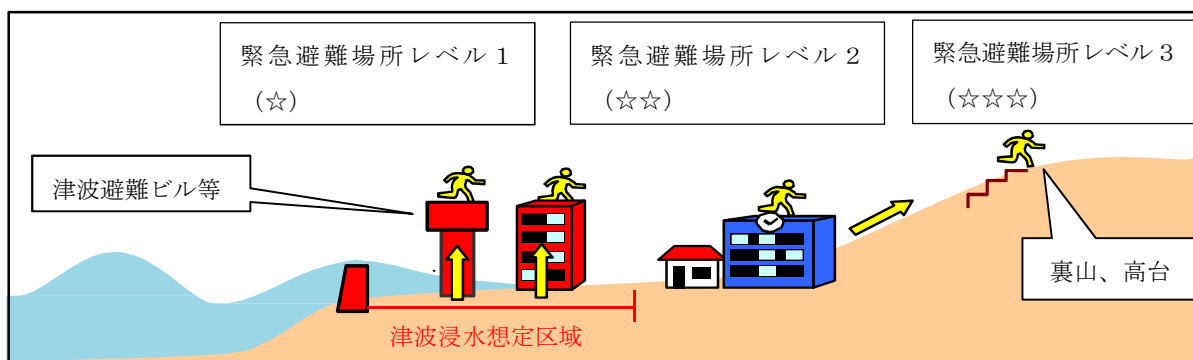 緊急避難場所レベル１
（☆）
緊急避難場所レベル２
（☆☆）
緊急避難場所レベル３
（☆☆☆）
津波避難ビル等
裏山、高台
津波浸水想定区域